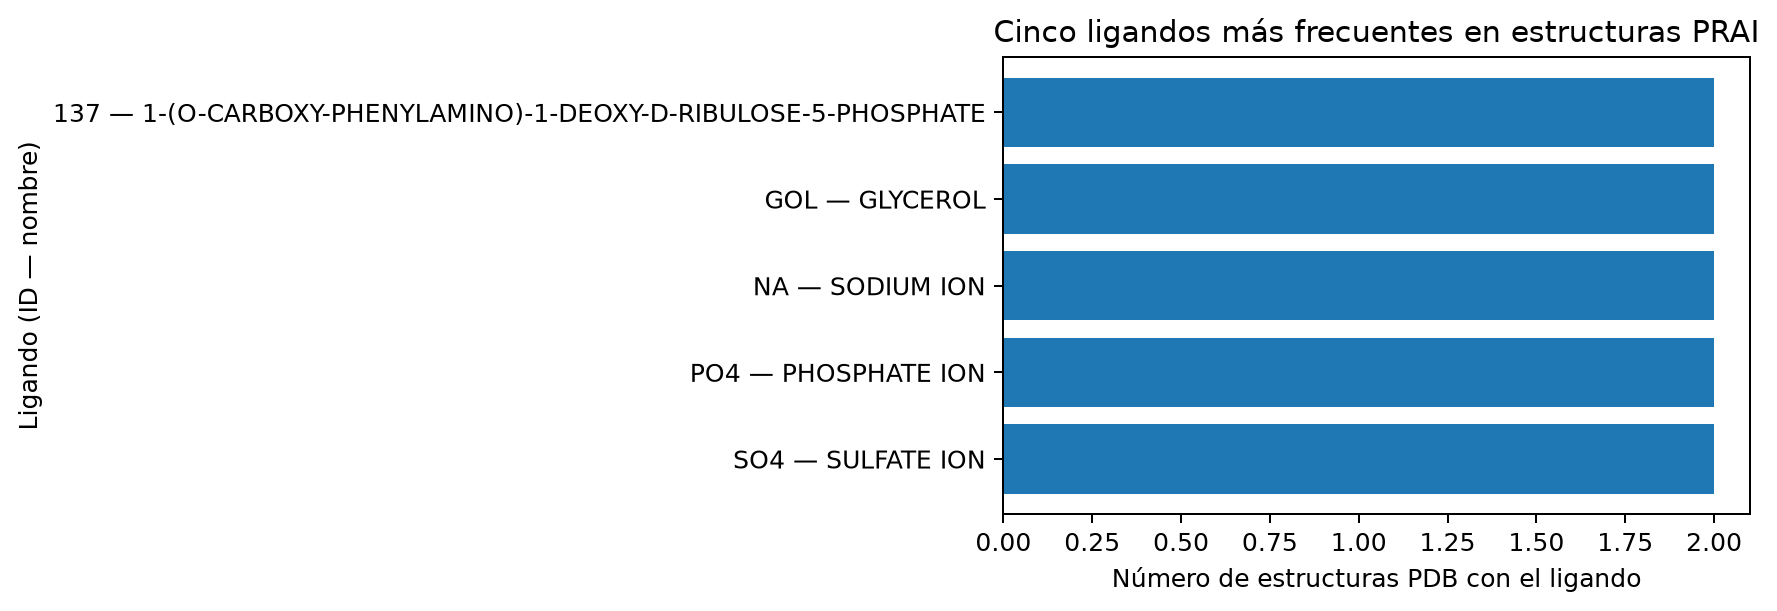 Cinco ligandos más frecuentes en estructuras PRAI
Ligando (ID — nombre)
137 — 1-(O-CARBOXY-PHENYLAMINO)-1-DEOXY-D-RIBULOSE-5-PHOSPHATE
GOL — GLYCEROL
NA — SODIUM ION
PO4 — PHOSPHATE ION
SO4 — SULFATE ION
0.00 0.25 0.50 0.75 1.00 1.25 1.50 1.75 2.00
Número de estructuras PDB con el ligando